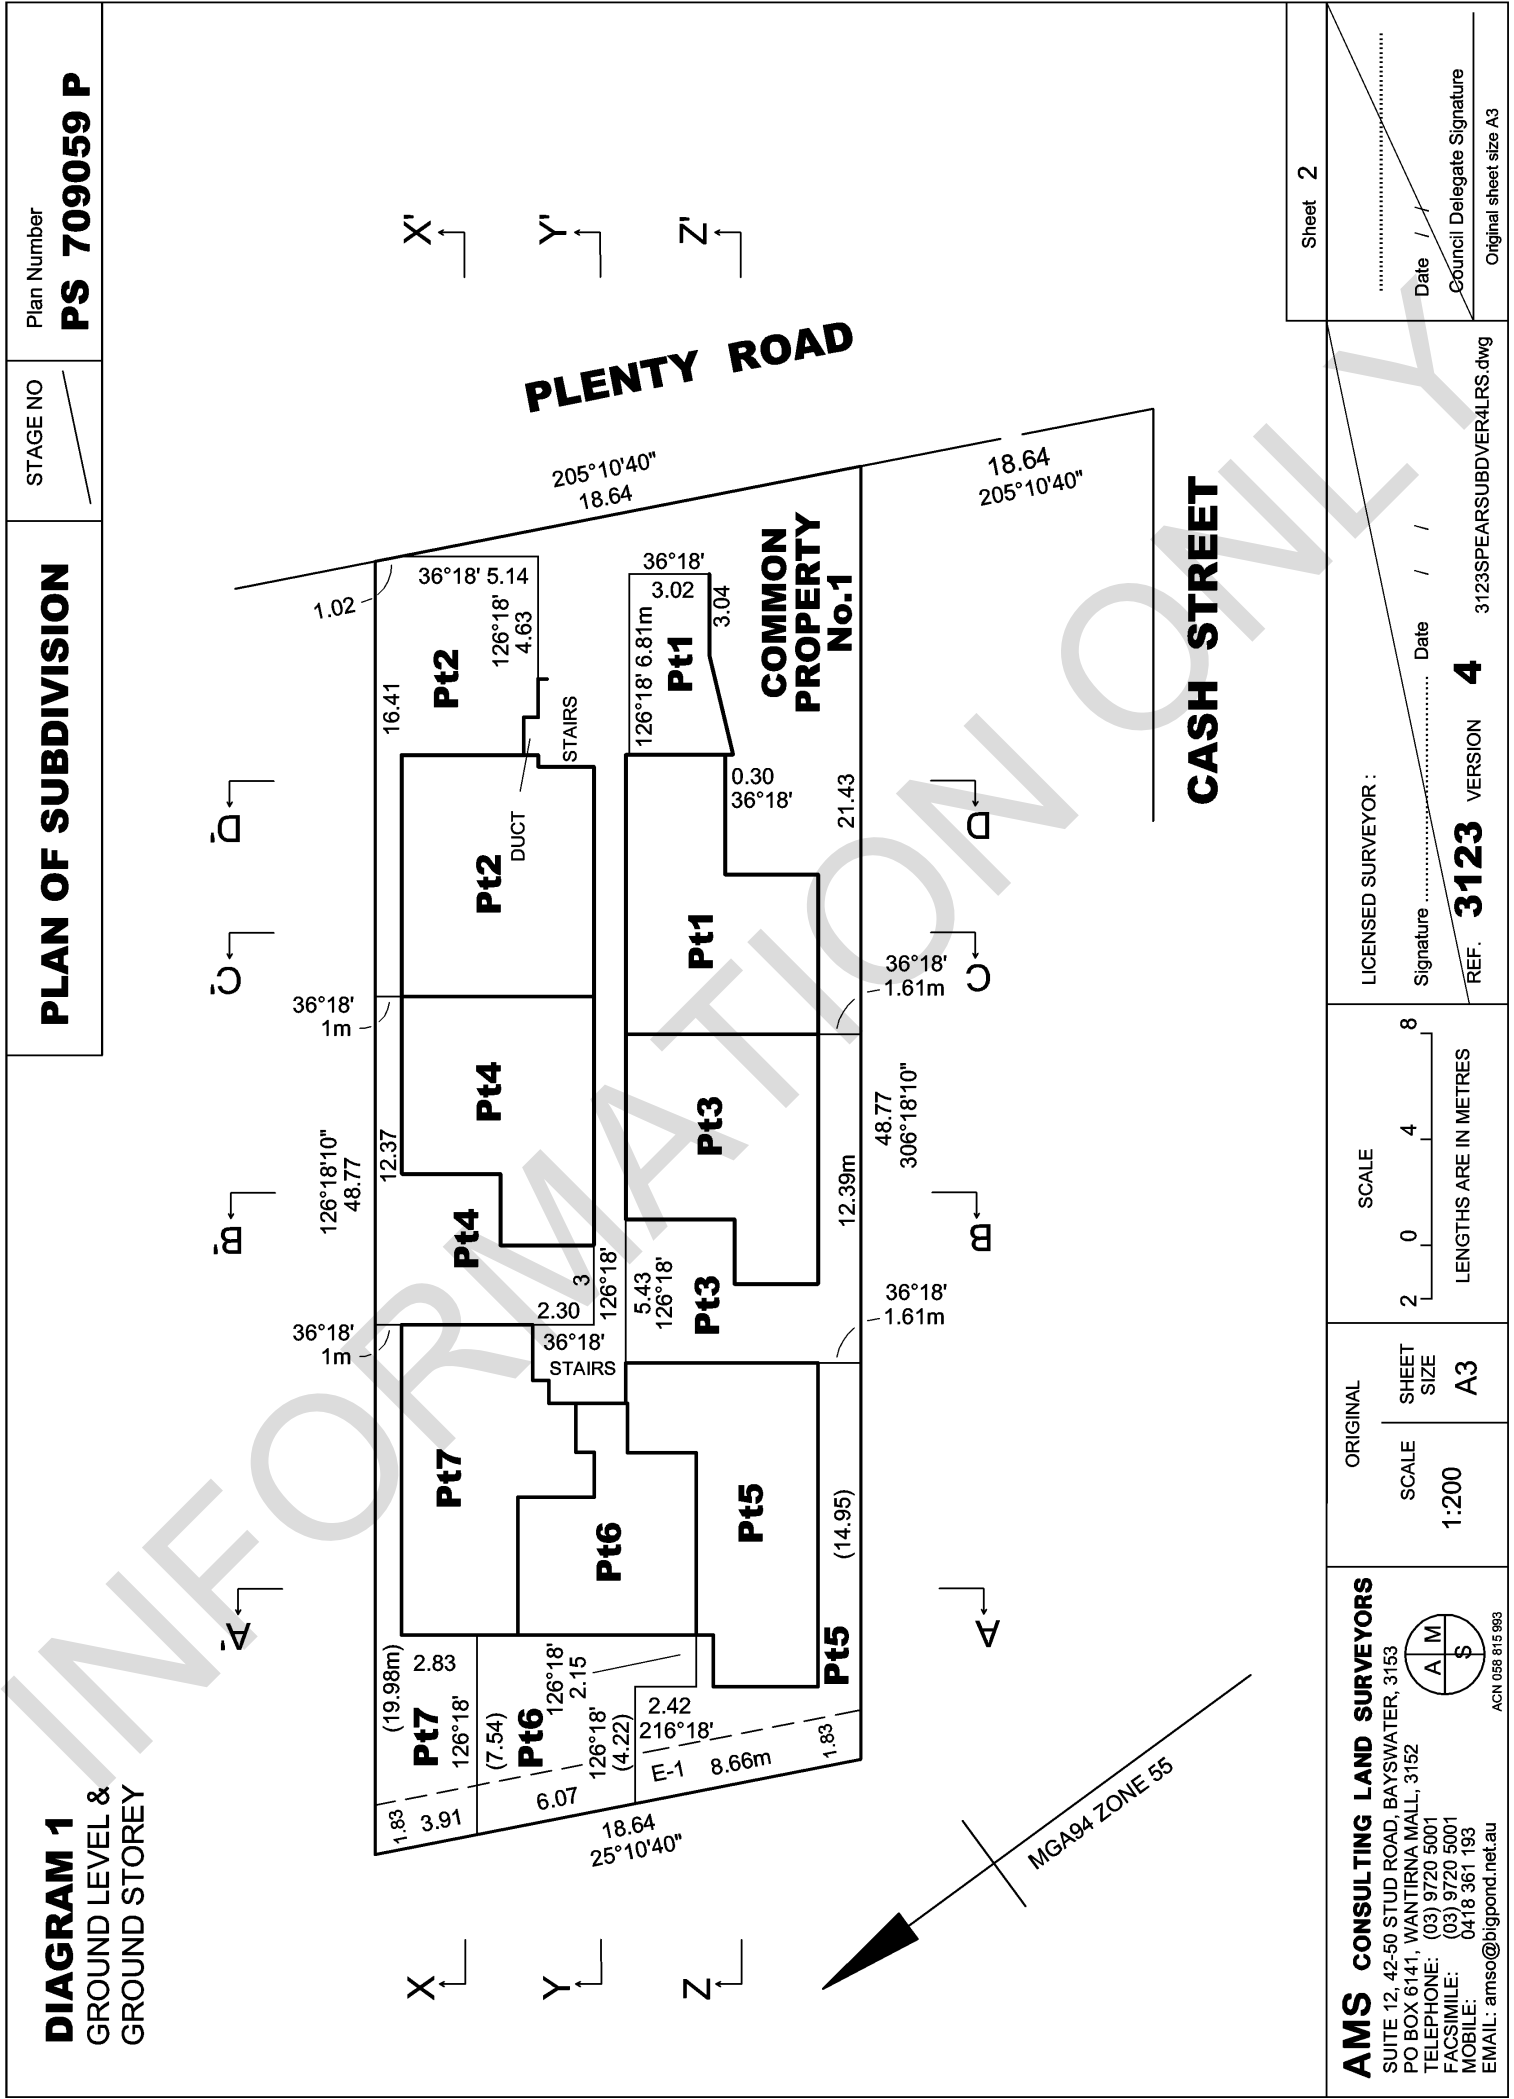 PLAN OF SUBDIVISION
STAGE NO
Plan Number
PS 709059 P
DIAGRAM 1
GROUND LEVEL &
GROUND STOREY
INFORMATION ONLY
X
X'
Y
Y'
Z
Z'
A'
B'
C'
D'
A
B
C
D
PLENTY ROAD
CASH STREET
205°10'40"
18.64
18.64
205°10'40"
126°18'10"
48.77
48.77
306°18'10"
18.64
25°10'40"
36°18'
1m
36°18'
1m
1.02
16.41
12.37
(19.98m)
36°18' 5.14
126°18'
4.63
Pt2
STAIRS
DUCT
Pt2
Pt4
Pt4
3
126°18'
2.30
36°18'
STAIRS
Pt7
2.83
Pt7
126°18'
(7.54)
1.83
3.91
Pt6
126°18'
2.15
Pt6
126°18'
(4.22)
6.07
2.42
216°18'
E-1
8.66m
1.83
Pt5
Pt5
(14.95)
5.43
126°18'
Pt3
Pt3
12.39m
36°18'
1.61m
36°18'
1.61m
Pt1
0.30
36°18'
21.43
36°18'
3.02
3.04
126°18' 6.81m
Pt1
COMMON
PROPERTY
No.1
MGA94 ZONE 55
AMS CONSULTING LAND SURVEYORS
SUITE 12, 42-50 STUD ROAD, BAYSWATER, 3153
PO BOX 6141, WANTIRNA MALL, 3152
TELEPHONE: (03) 9720 5001
FACSIMILE: (03) 9720 5001
MOBILE: 0418 361 193
EMAIL: amso@bigpond.net.au
A M
S
ACN 058 815 993
ORIGINAL
SCALE
1:200
SHEET
SIZE
A3
SCALE
2 0 4 8
LENGTHS ARE IN METRES
LICENSED SURVEYOR :
Signature .............................. Date / /
REF. 3123 VERSION 4
3123SPEARSUBDVER4LRS.dwg
Sheet 2
Date / /
Council Delegate Signature
Original sheet size A3